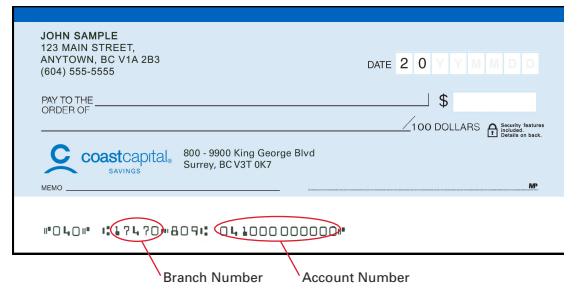 JOHN SAMPLE
123 MAIN STREET,
ANYTOWN, BC V1A 2B3
(604) 555-5555
DATE 2 0 Y Y M M D D
PAY TO THE
ORDER OF
$
/100 DOLLARS
Security features
included.
Details on back.
coastcapital®
SAVINGS
800 - 9900 King George Blvd
Surrey, BC V3T 0K7
MEMO
MP
⑈040⑈ ⑆17470⑉809⑆ 041000000000⑈
Branch Number Account Number